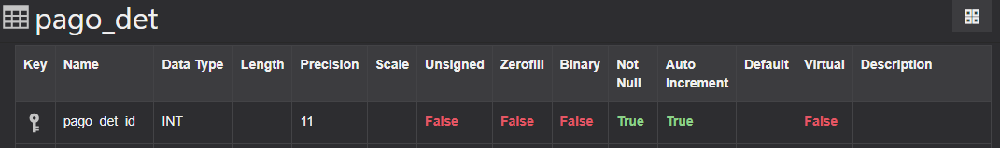 pago_det
Key Name Data Type Length Precision Scale Unsigned Zerofill Binary Not Null Auto Increment Default Virtual Description
pago_det_id INT 11 False False False True True False